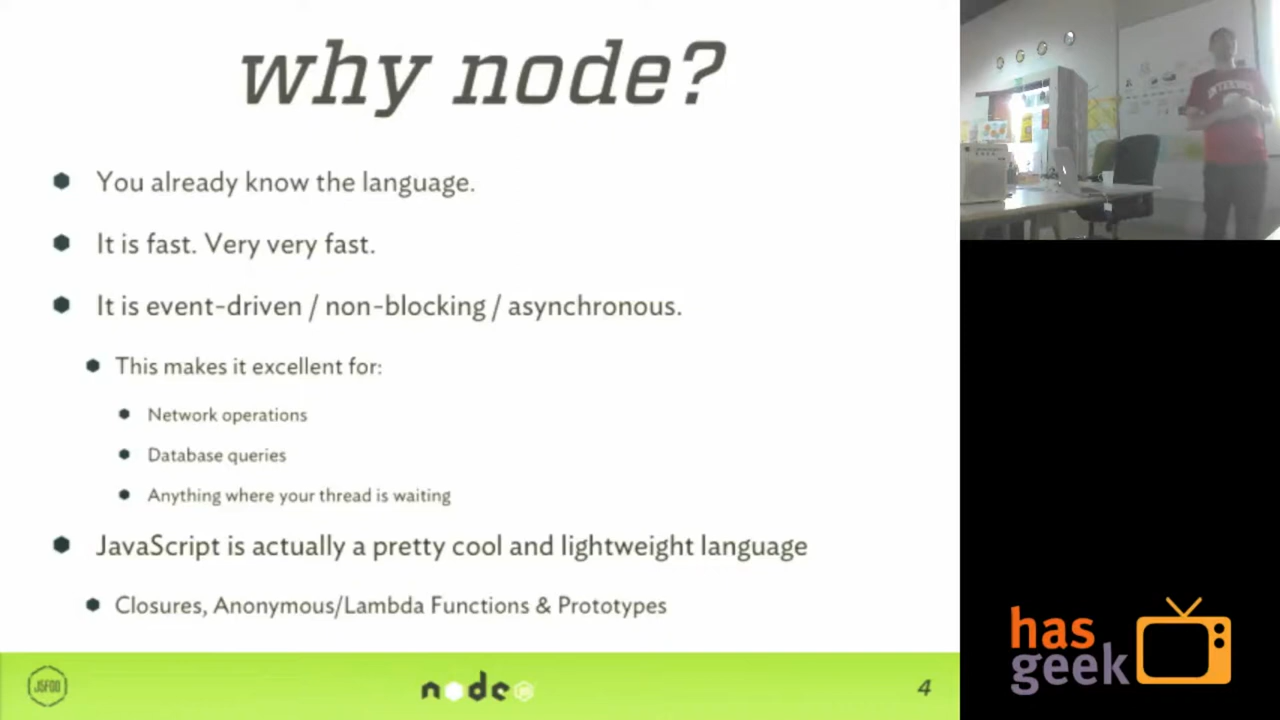 why node?
You already know the language.
It is fast. Very very fast.
It is event-driven / non-blocking / asynchronous.
This makes it excellent for:
Network operations
Database queries
Anything where your thread is waiting
JavaScript is actually a pretty cool and lightweight language
Closures, Anonymous/Lambda Functions & Prototypes
JSFOO
node
JS
4
has
geek